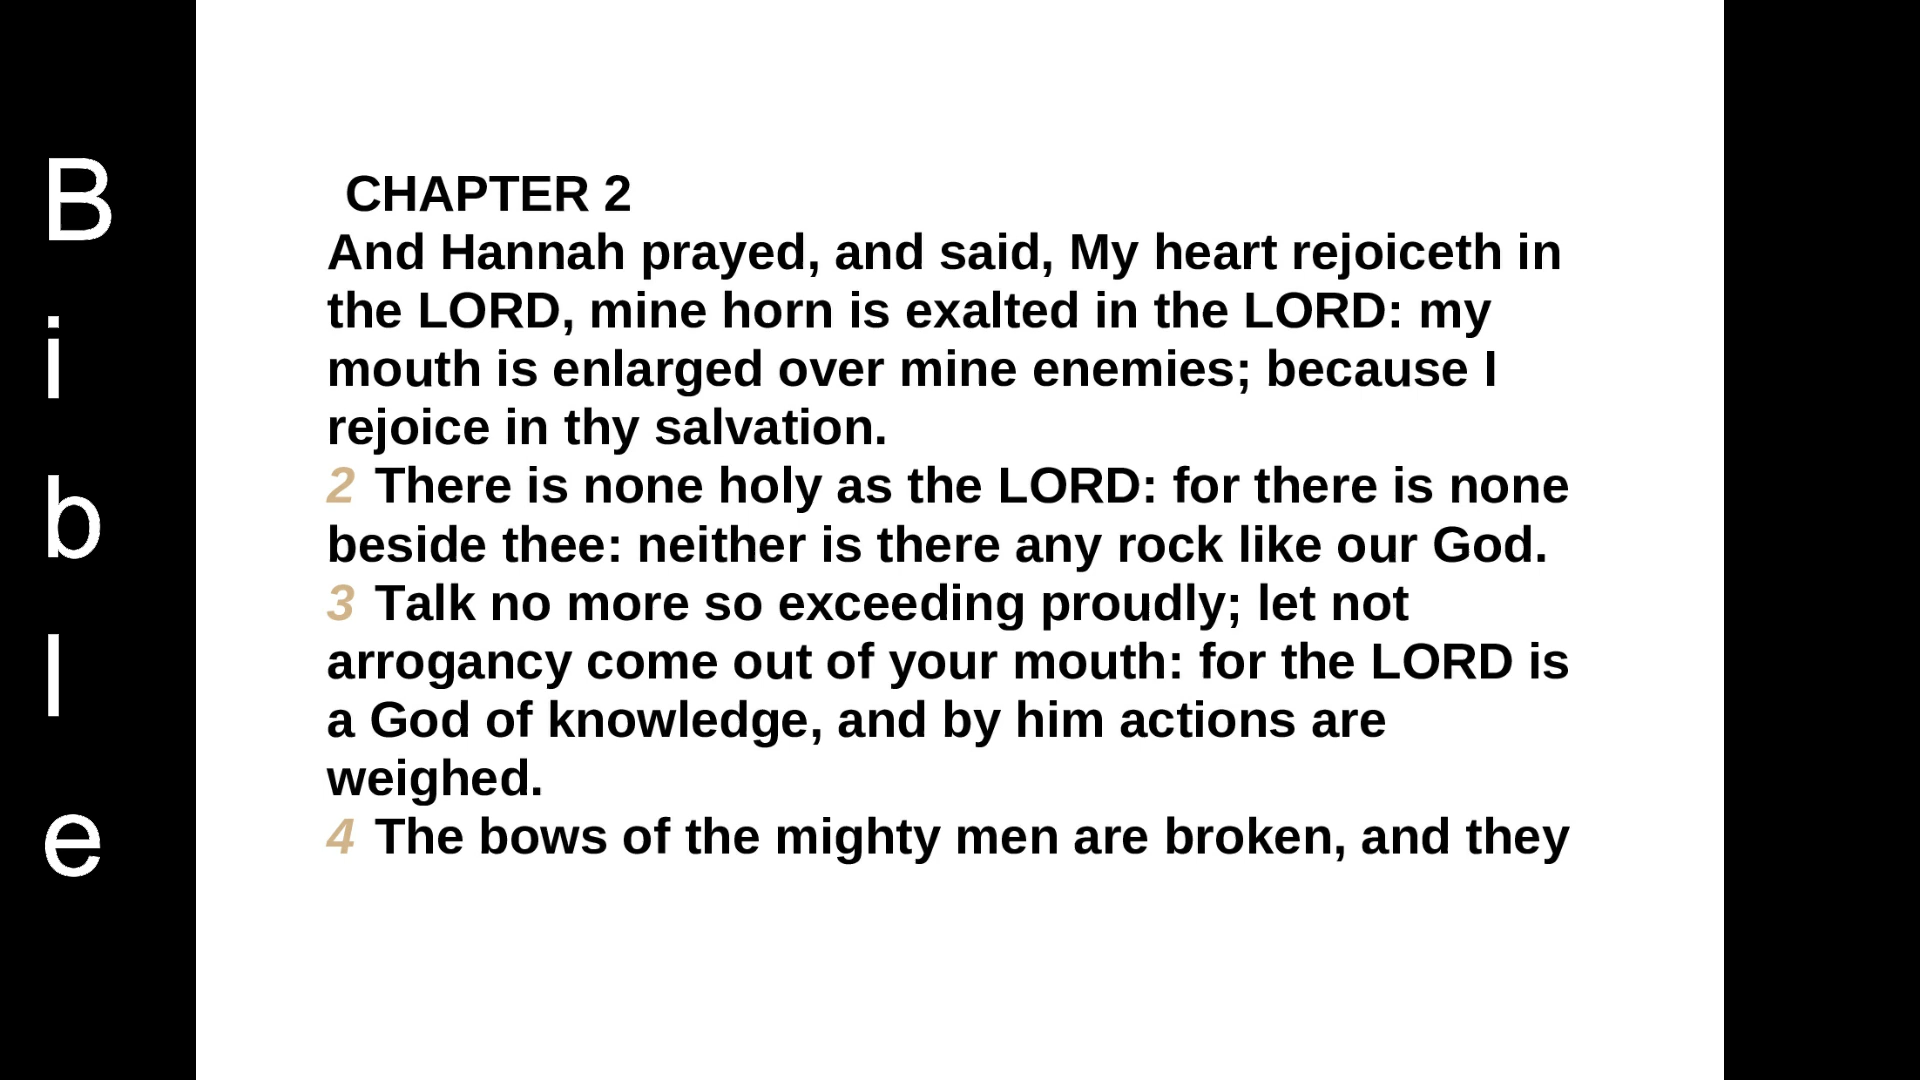 B
i
b
l
e
CHAPTER 2
And Hannah prayed, and said, My heart rejoiceth in
the LORD, mine horn is exalted in the LORD: my
mouth is enlarged over mine enemies; because I
rejoice in thy salvation.
2 There is none holy as the LORD: for there is none
beside thee: neither is there any rock like our God.
3 Talk no more so exceeding proudly; let not
arrogancy come out of your mouth: for the LORD is
a God of knowledge, and by him actions are
weighed.
4 The bows of the mighty men are broken, and they